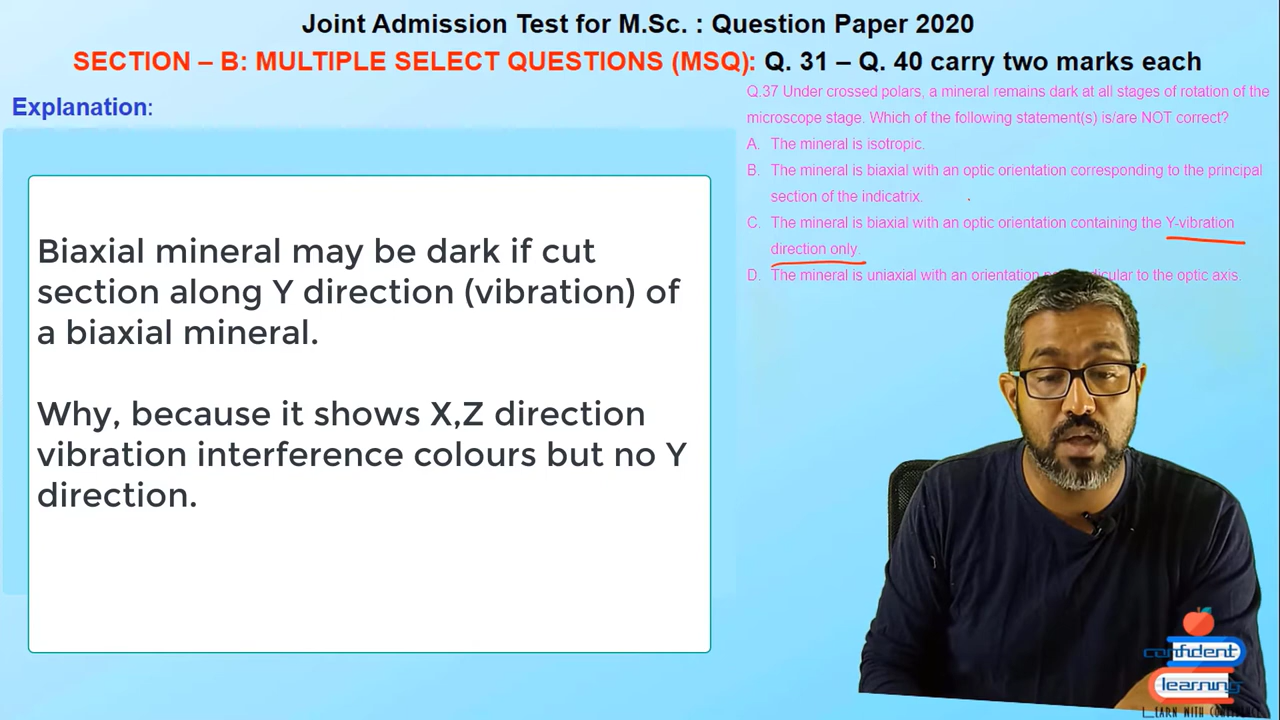 Joint Admission Test for M.Sc. : Question Paper 2020
SECTION – B: MULTIPLE SELECT QUESTIONS (MSQ): Q. 31 – Q. 40 carry two marks each
Explanation:
Biaxial mineral may be dark if cut
section along Y direction (vibration) of
a biaxial mineral.
Why, because it shows X,Z direction
vibration interference colours but no Y
direction.
Q.37 Under crossed polars, a mineral remains dark at all stages of rotation of the
microscope stage. Which of the following statement(s) is/are NOT correct?
A. The mineral is isotropic.
B. The mineral is biaxial with an optic orientation corresponding to the principal
section of the indicatrix.
C. The mineral is biaxial with an optic orientation containing the Y-vibration
direction only.
D. The mineral is uniaxial with an orientation to the optic axis.
confident
learning